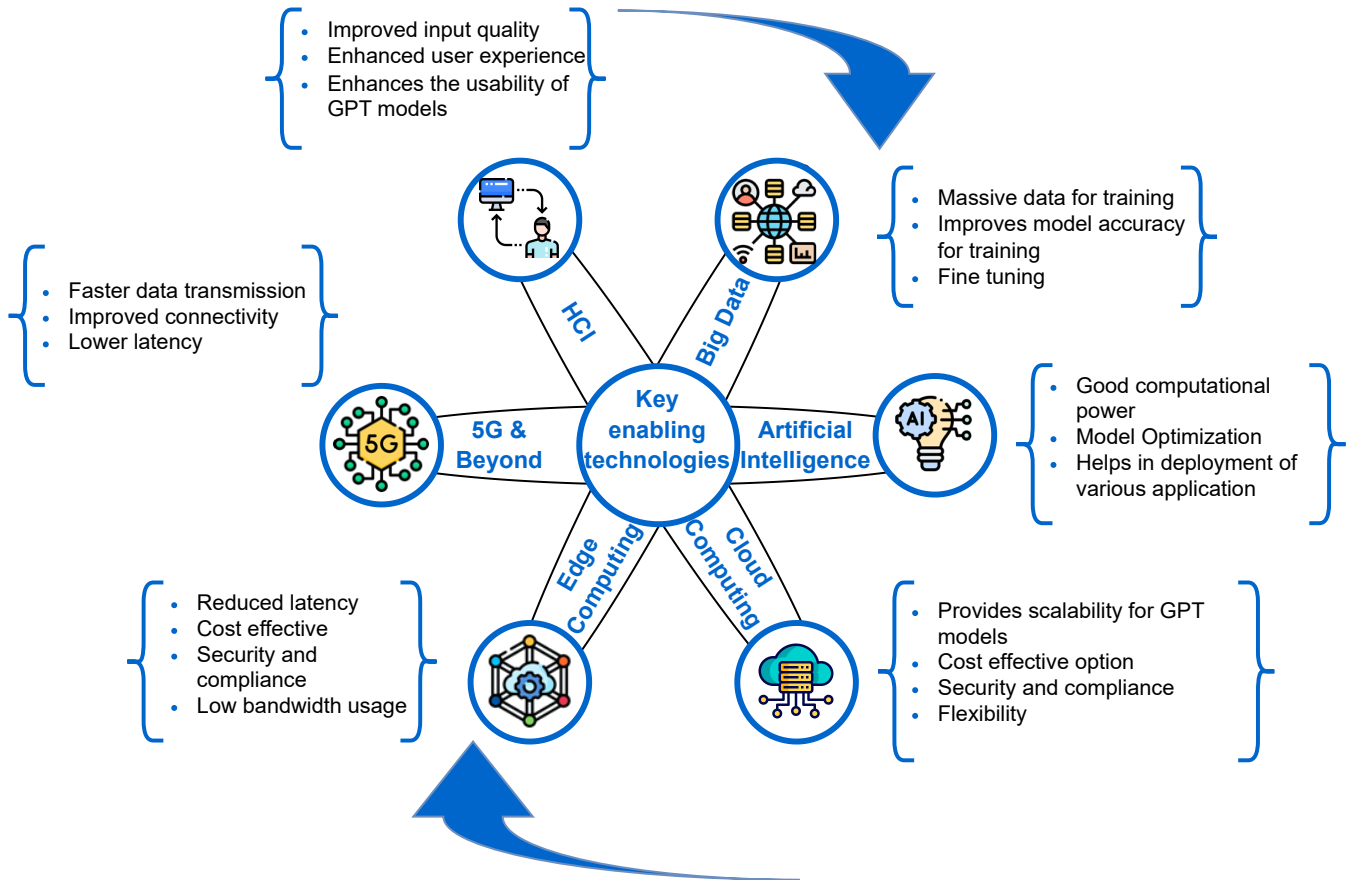 • Improved input quality
• Enhanced user experience
• Enhances the usability of
GPT models
• Massive data for training
• Improves model accuracy
for training
• Fine tuning
HCI
Big Data
• Faster data transmission
• Improved connectivity
• Lower latency
5G
5G &
Beyond
Key
enabling
technologies
Artificial
Intelligence
AI
• Good computational
power
• Model Optimization
• Helps in deployment of
various application
Edge
Computing
Cloud
Computing
• Reduced latency
• Cost effective
• Security and
compliance
• Low bandwidth usage
• Provides scalability for GPT
models
• Cost effective option
• Security and compliance
• Flexibility